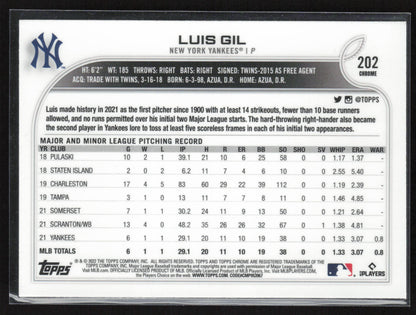 LUIS GIL
NEW YORK YANKEES® | P
202
CHROME
HT: 6'2" WT: 185 THROWS: RIGHT BATS: RIGHT SIGNED: TWINS-2015 AS FREE AGENT
ACQ: TRADE WITH TWINS, 3-16-18 BORN: 6-3-98, AZUA, D.R. HOME: AZUA, D.R.
@TOPPS
Luis made history in 2021 as the first pitcher since 1900 with at least 14 strikeouts, fewer than 10 base runners
allowed, and no runs permitted over his initial two Major League starts. The hard-throwing right-hander also became
the second player in Yankees lore to toss at least five scoreless frames in each of his initial two appearances.
MAJOR AND MINOR LEAGUE PITCHING RECORD
YR CLUB G W L IP H R ER BB SO SHO SV WHIP ERA WAR
18 PULASKI 10 2 1 39.1 21 10 6 25 58 0 0 1.17 1.37 -
18 STATEN ISLAND 2 0 2 6.2 11 7 4 6 10 0 0 2.55 5.40 -
19 CHARLESTON 17 4 5 83 60 29 22 39 112 0 0 1.19 2.39 -
19 TAMPA 3 1 0 13 11 7 7 8 11 0 0 1.46 4.85 -
21 SOMERSET 7 1 1 30.2 24 11 9 13 50 0 0 1.21 2.64 -
21 SCRANTON/WB 13 4 0 48.2 35 28 26 32 67 0 0 1.38 4.81 -
21 YANKEES 6 1 1 29.1 20 11 10 19 38 0 0 1.33 3.07 0.8
MLB TOTALS 6 1 1 29.1 20 11 10 19 38 0 0 1.33 3.07 0.8
topps
PLAYERS